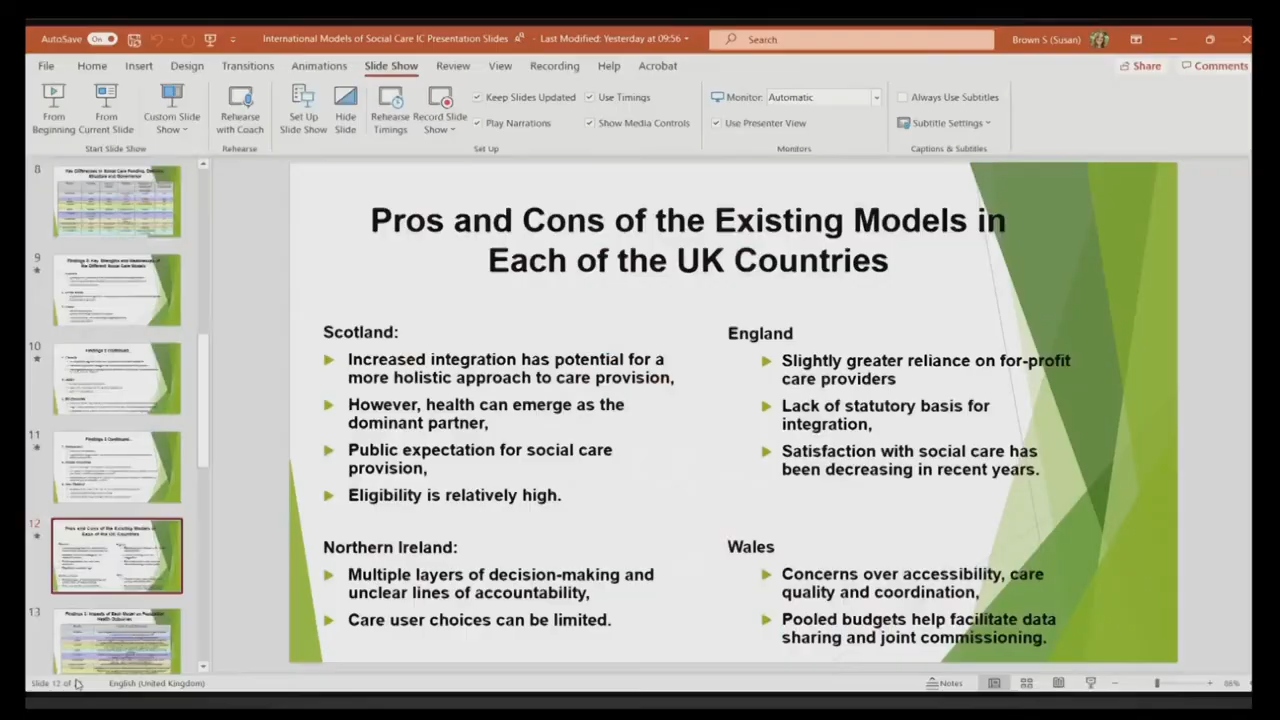 AutoSave On International Models of Social Care IC Presentation Slides - Last Modified: Yesterday at 09:56 Search Brown S (Susan)
File Home Insert Design Transitions Animations Slide Show Review View Recording Help Acrobat Share Comments
From Beginning
From Current Slide
Custom Slide Show
Rehearse with Coach
Set Up Slide Show
Hide Slide
Rehearse Timings
Record Slide Show
Keep Slides Updated
Play Narrations
Use Timings
Show Media Controls
Monitor: Automatic
Use Presenter View
Always Use Subtitles
Subtitle Settings
Start Slide Show Rehearse Set Up Monitors Captions & Subtitles
8
9
10
11
12
13
Pros and Cons of the Existing Models in
Each of the UK Countries
Scotland:
Increased integration has potential for a
more holistic approach to care provision,
However, health can emerge as the
dominant partner,
Public expectation for social care
provision,
Eligibility is relatively high.
England
Slightly greater reliance on for-profit
care providers
Lack of statutory basis for
integration,
Satisfaction with social care has
been decreasing in recent years.
Northern Ireland:
Multiple layers of decision-making and
unclear lines of accountability,
Care user choices can be limited.
Wales
Concerns over accessibility, care
quality and coordination,
Pooled budgets help facilitate data
sharing and joint commissioning.
Slide 12 of English (United Kingdom) Notes 68%